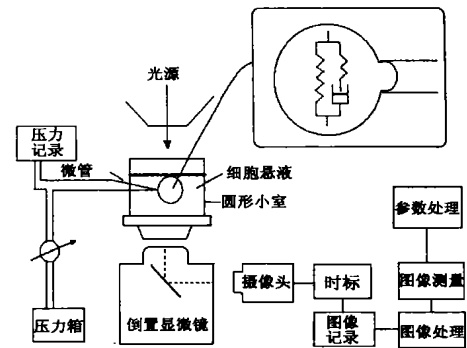 光源
压力
记录
微管
细胞悬液
圆形小室
参数处理
摄像头
时标
图像测量
压力箱
倒置显微镜
图像
记录
图像处理